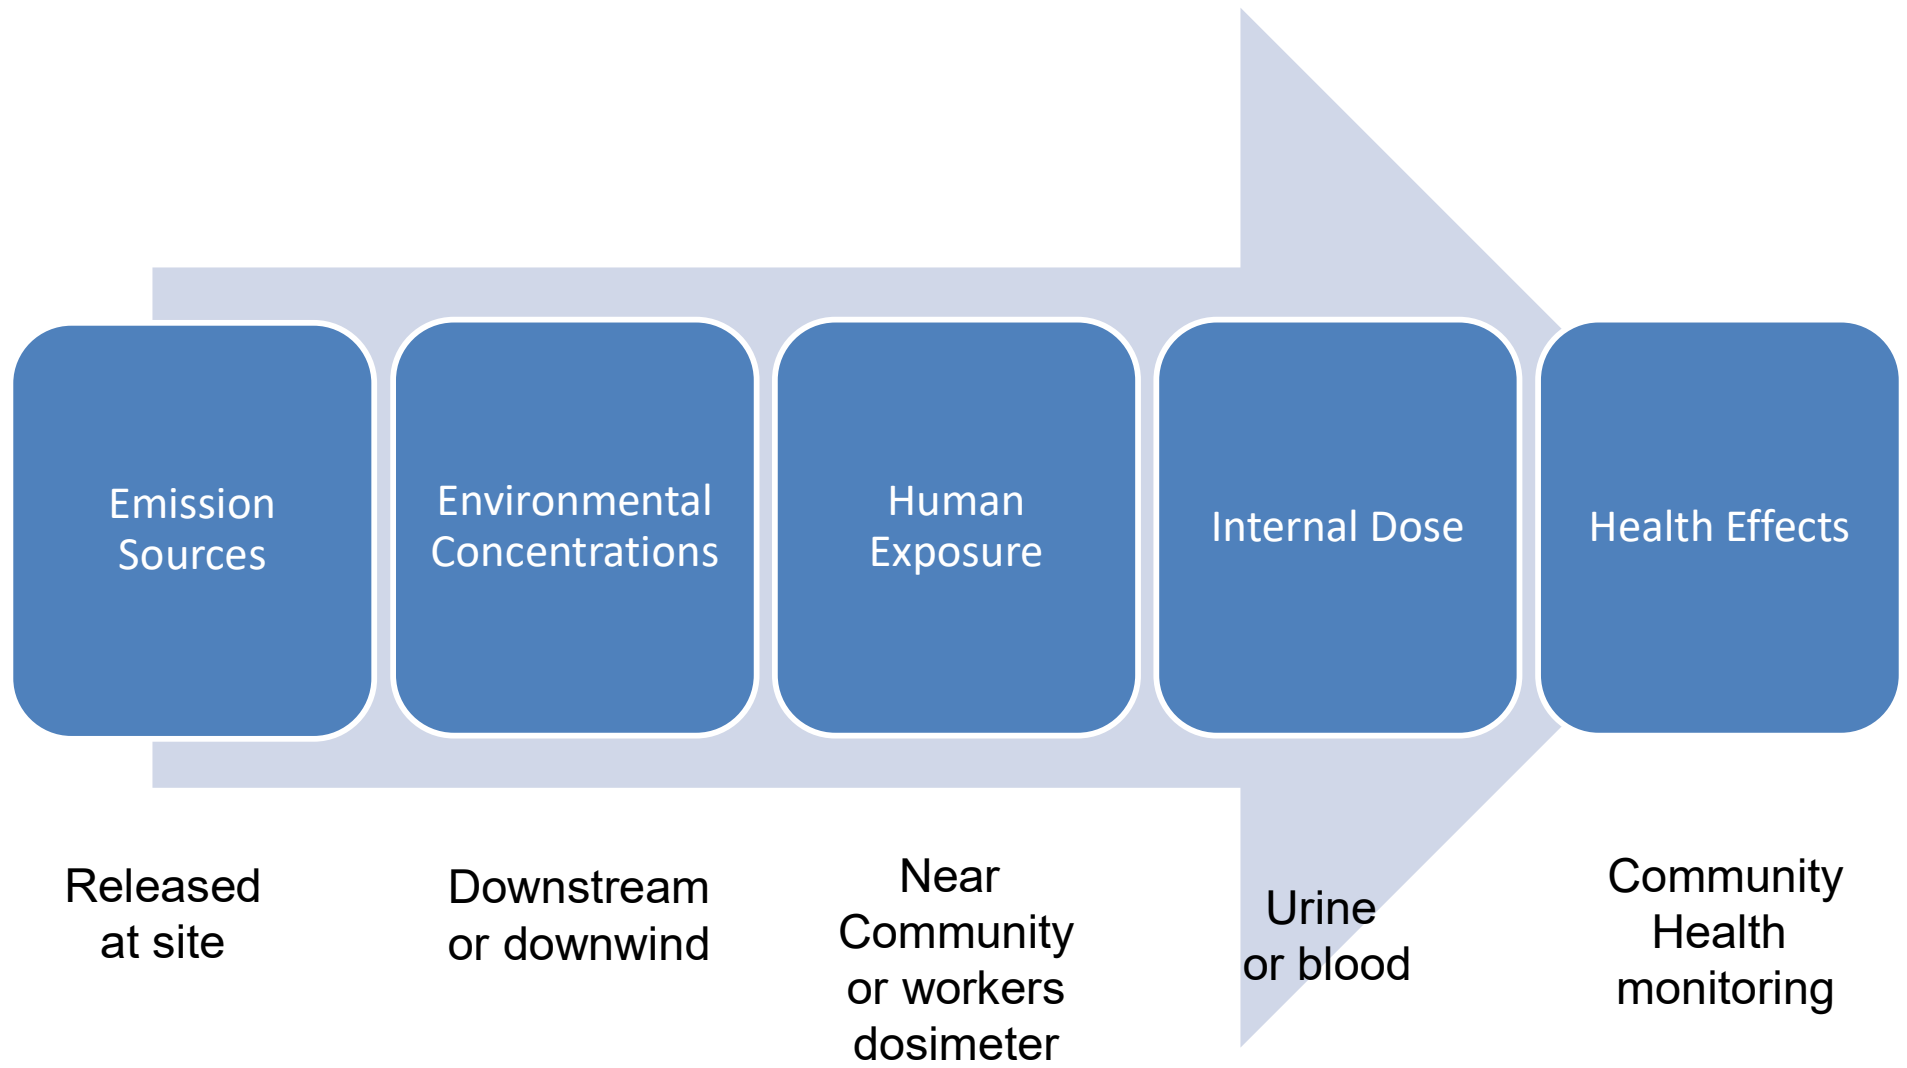 Emission
Sources
Environmental
Concentrations
Human
Exposure
Internal Dose
Health Effects
Released
at site
Downstream
or downwind
Near
Community
or workers
dosimeter
Urine
or blood
Community
Health
monitoring